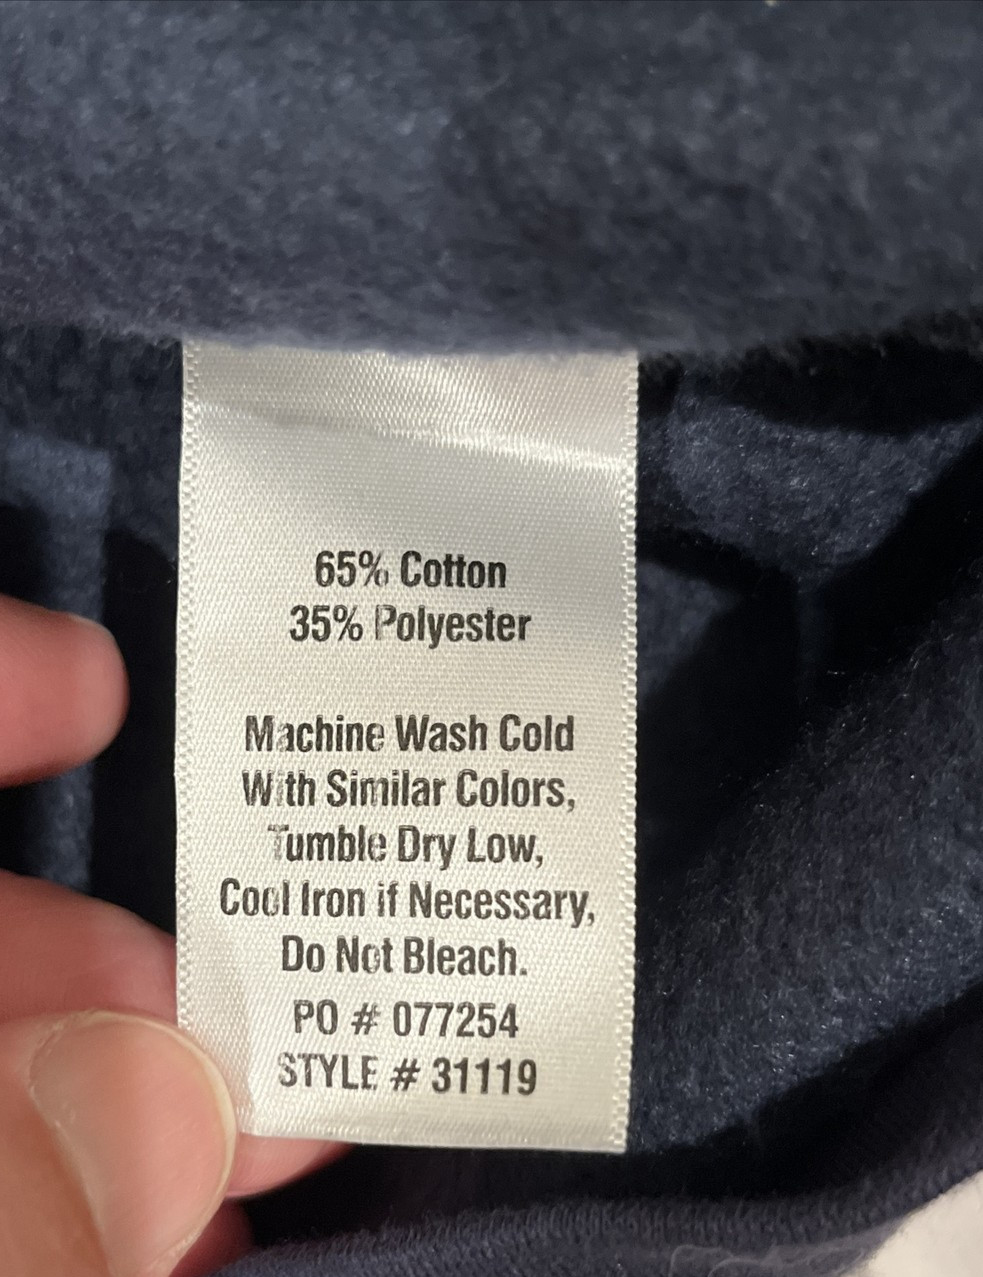 65% Cotton
35% Polyester
Machine Wash Cold
With Similar Colors,
Tumble Dry Low,
Cool Iron if Necessary,
Do Not Bleach.
PO # 077254
STYLE # 31119